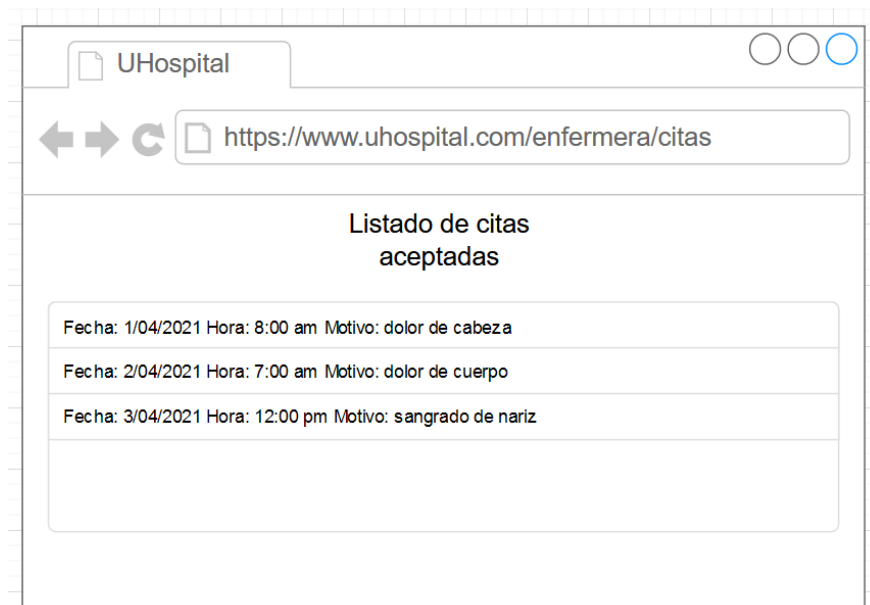 UHospital
https://www.uhospital.com/enfermera/citas
Listado de citas
aceptadas
Fecha: 1/04/2021 Hora: 8:00 am Motivo: dolor de cabeza
Fecha: 2/04/2021 Hora: 7:00 am Motivo: dolor de cuerpo
Fecha: 3/04/2021 Hora: 12:00 pm Motivo: sangrado de nariz